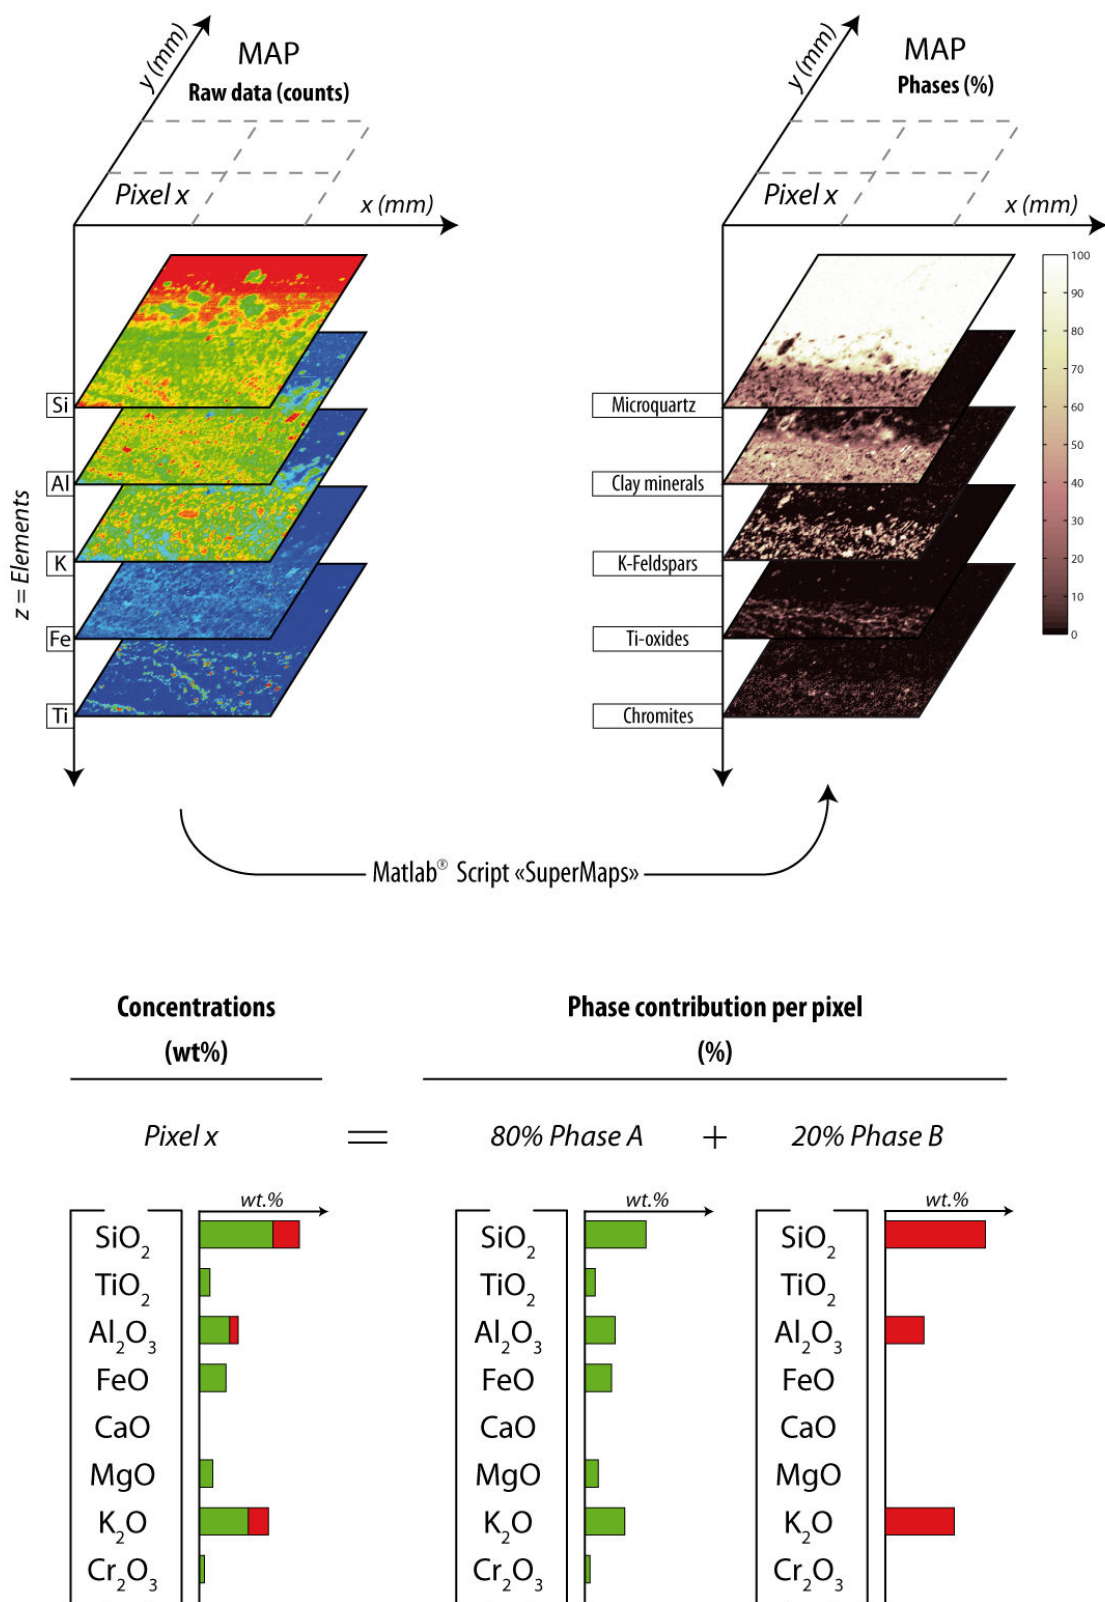 y (mm)
MAP
Raw data (counts)
Pixel x
x (mm)
z = Elements
Si
Al
K
Fe
Ti
y (mm)
MAP
Phases (%)
Pixel x
x (mm)
Microquartz
Clay minerals
K-Feldspars
Ti-oxides
Chromites
100
90
80
70
60
50
40
30
20
10
0
Matlab® Script «SuperMaps»
Concentrations
(wt%)
Phase contribution per pixel
(%)
Pixel x = 80% Phase A + 20% Phase B
wt.%
SiO₂
TiO₂
Al₂O₃
FeO
CaO
MgO
K₂O
Cr₂O₃
wt.%
SiO₂
TiO₂
Al₂O₃
FeO
CaO
MgO
K₂O
Cr₂O₃
wt.%
SiO₂
TiO₂
Al₂O₃
FeO
CaO
MgO
K₂O
Cr₂O₃